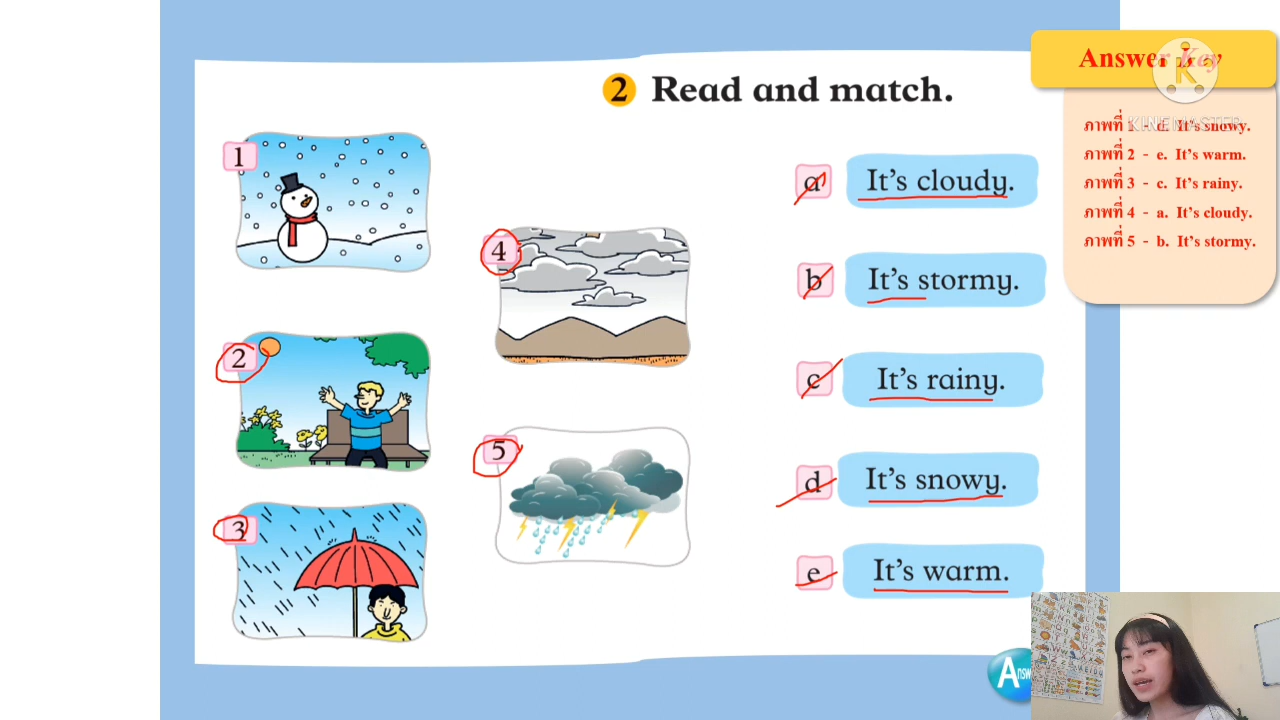 2 Read and match.
1
2
3
4
5
a It's cloudy.
b It's stormy.
c It's rainy.
d It's snowy.
e It's warm.
Answer Key
ภาพที่ 1 - d. It's snowy.
ภาพที่ 2 - e. It's warm.
ภาพที่ 3 - c. It's rainy.
ภาพที่ 4 - a. It's cloudy.
ภาพที่ 5 - b. It's stormy.
K
KINEMASTER